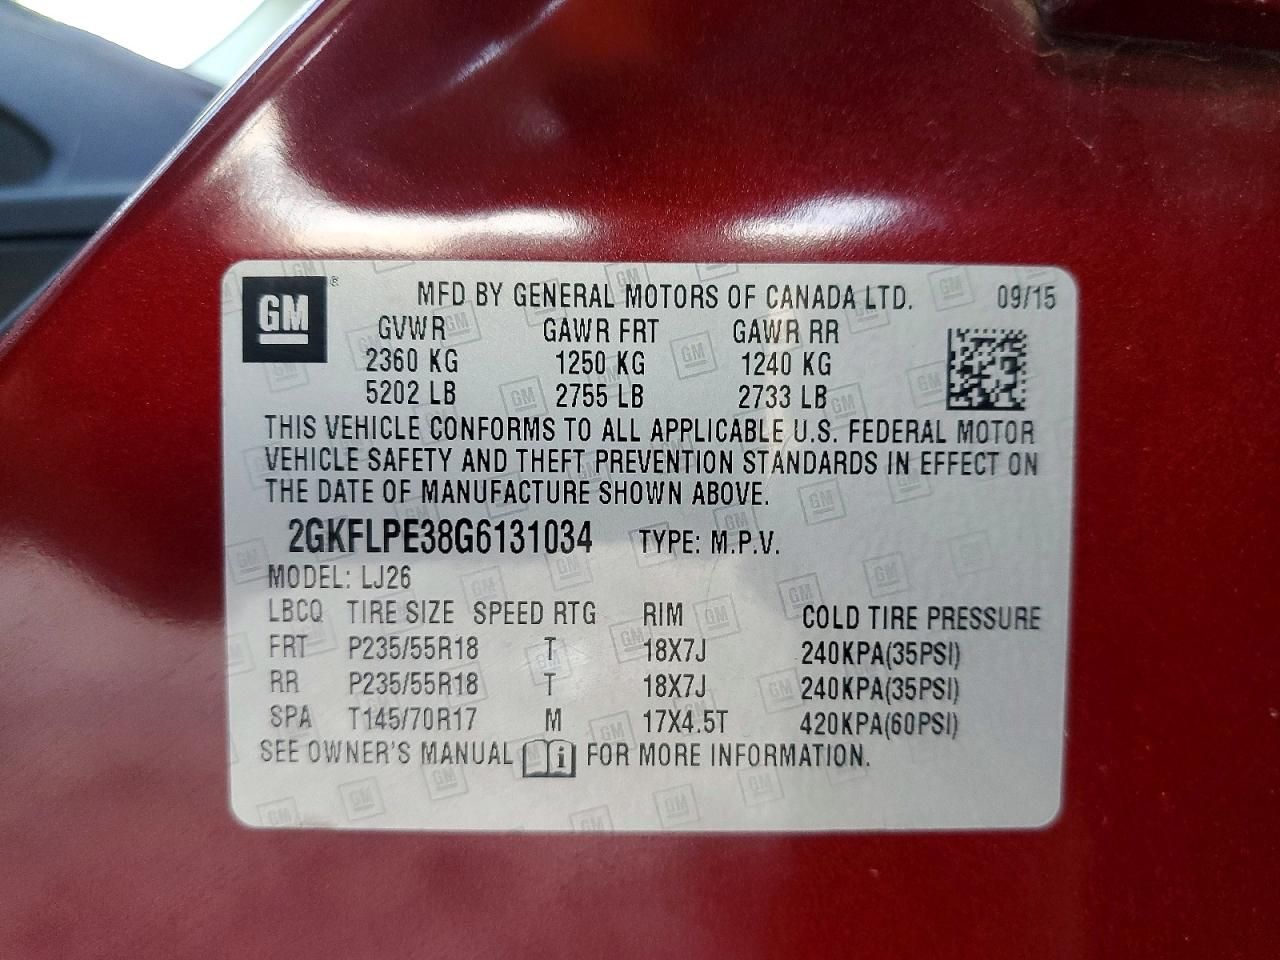 GM ® MFD BY GENERAL MOTORS OF CANADA LTD. 09/15
GVWR GAWR FRT GAWR RR
2360 KG 1250 KG 1240 KG
5202 LB 2755 LB 2733 LB
THIS VEHICLE CONFORMS TO ALL APPLICABLE U.S. FEDERAL MOTOR
VEHICLE SAFETY AND THEFT PREVENTION STANDARDS IN EFFECT ON
THE DATE OF MANUFACTURE SHOWN ABOVE.
2GKFLPE38G6131034 TYPE: M.P.V.
MODEL: LJ26
LBCQ TIRE SIZE SPEED RTG RIM COLD TIRE PRESSURE
FRT P235/55R18 T 18X7J 240KPA(35PSI)
RR P235/55R18 T 18X7J 240KPA(35PSI)
SPA T145/70R17 M 17X4.5T 420KPA(60PSI)
SEE OWNER'S MANUAL i FOR MORE INFORMATION.